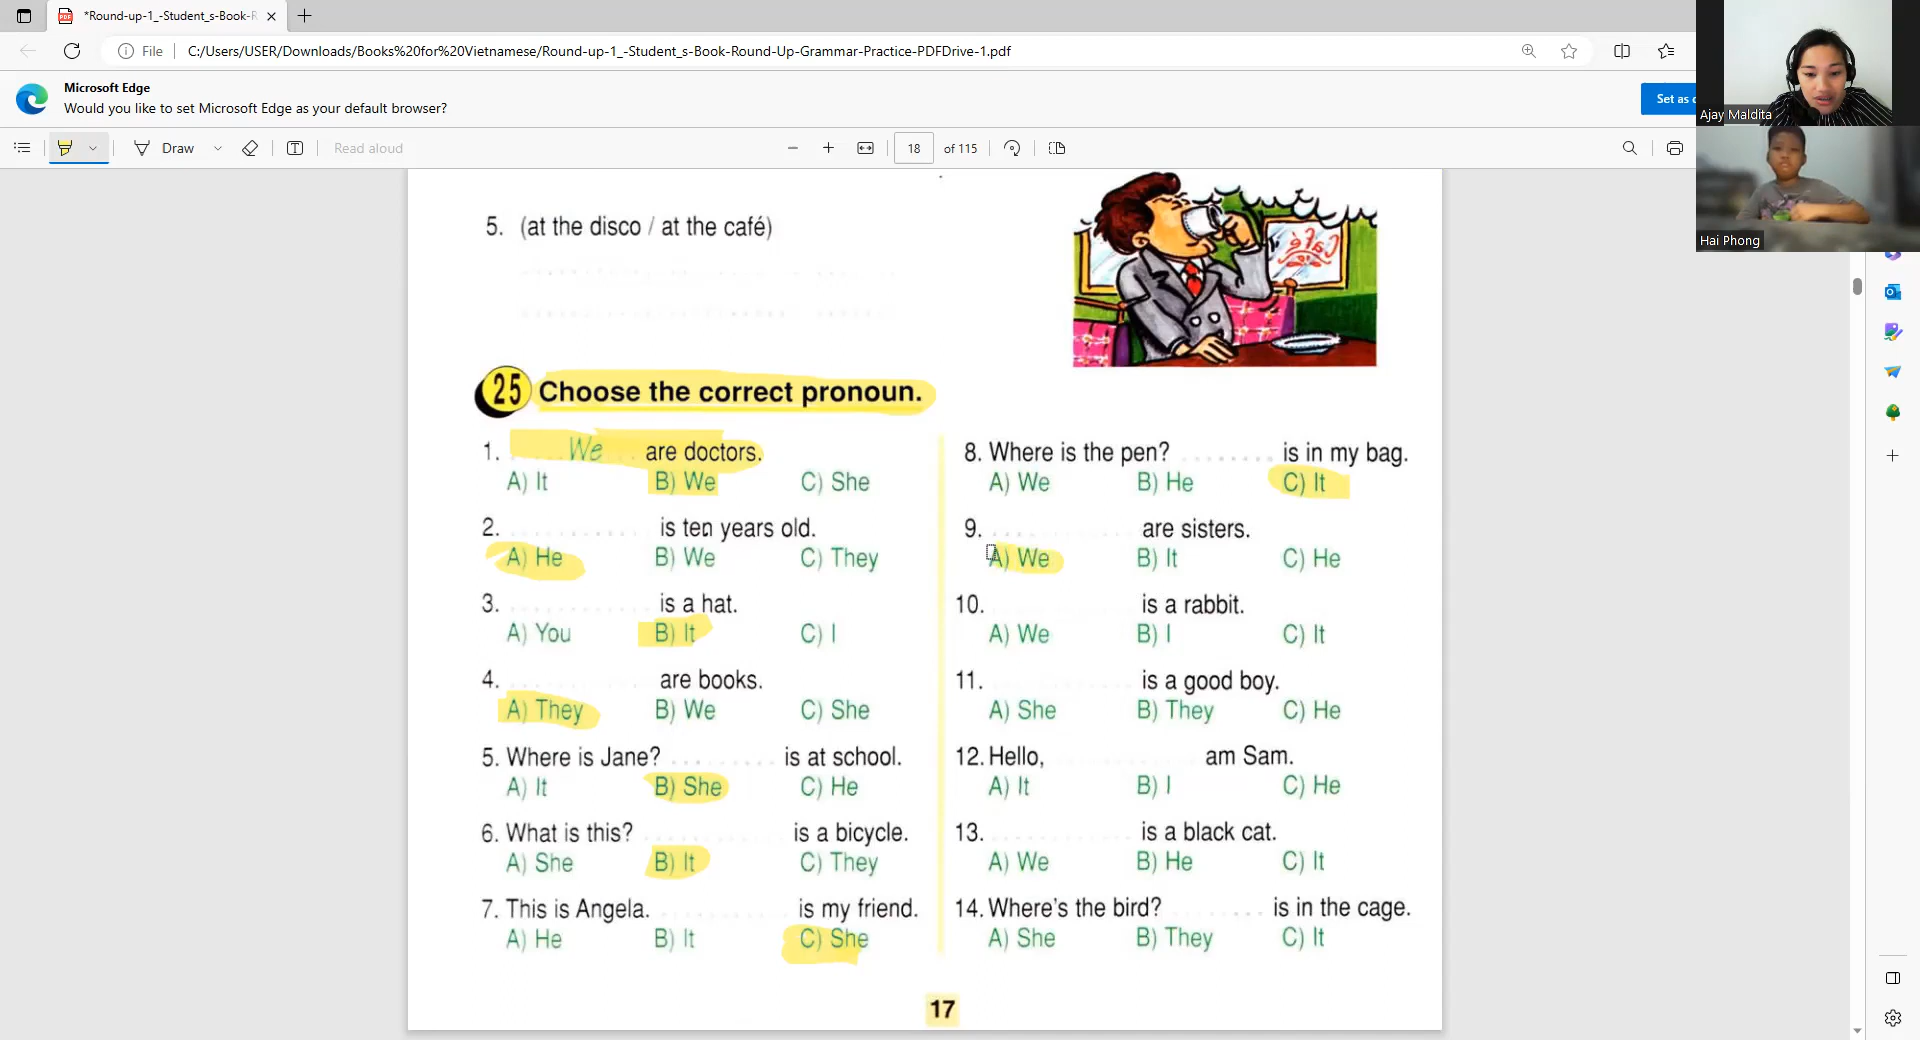 *Round-up-1_-Student_s-Book-R
File
C:/Users/USER/Downloads/Books%20for%20Vietnamese/Round-up-1_-Student_s-Book-Round-Up-Grammar-Practice-PDFDrive-1.pdf
Microsoft Edge
Would you like to set Microsoft Edge as your default browser?
Set as
Draw
Read aloud
18 of 115
Ajay Maldita
Hai Phong
5. (at the disco / at the café)
Café
25 Choose the correct pronoun.
1. We are doctors.
A) It B) We C) She
2. is ten years old.
A) He B) We C) They
3. is a hat.
A) You B) It C) I
4. are books.
A) They B) We C) She
5. Where is Jane? is at school.
A) It B) She C) He
6. What is this? is a bicycle.
A) She B) It C) They
7. This is Angela. is my friend.
A) He B) It C) She
8. Where is the pen? is in my bag.
A) We B) He C) It
9. are sisters.
A) We B) It C) He
10. is a rabbit.
A) We B) I C) It
11. is a good boy.
A) She B) They C) He
12. Hello, am Sam.
A) It B) I C) He
13. is a black cat.
A) We B) He C) It
14. Where's the bird? is in the cage.
A) She B) They C) It
17